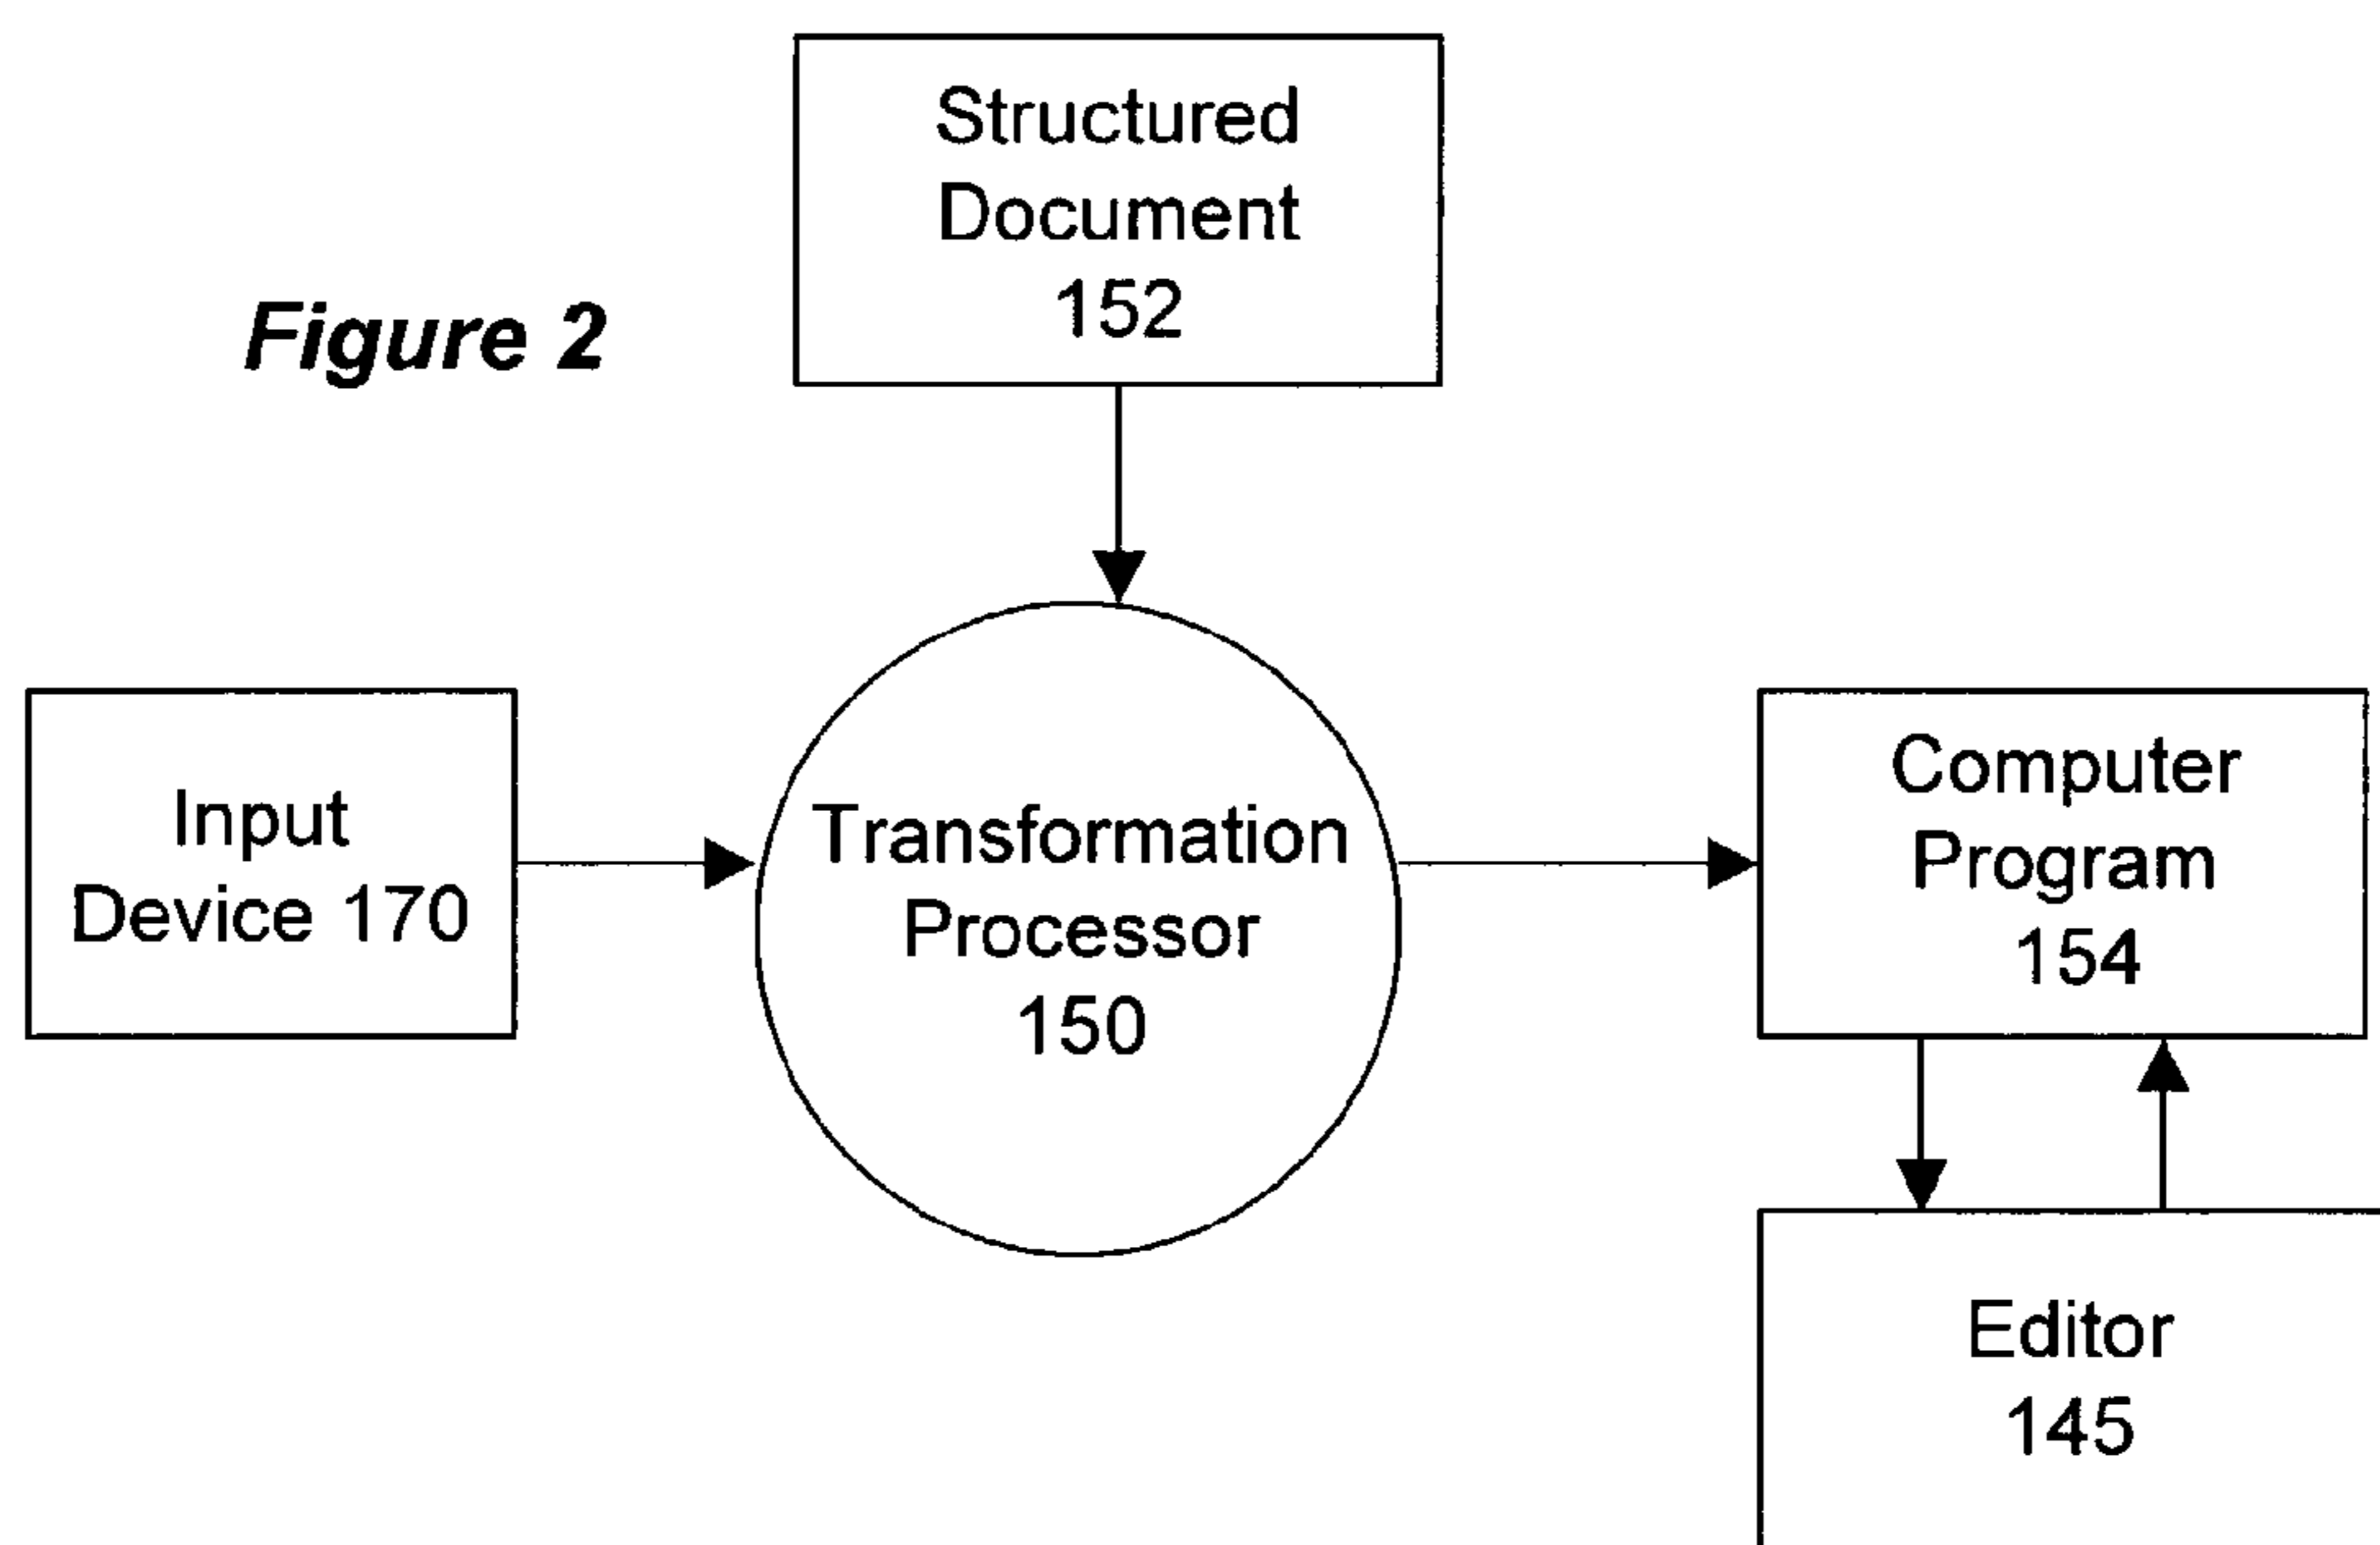 Structured
Document
152
Figure 2
Input
Device 170
Transformation
Processor
150
Computer
Program
154
Editor
145